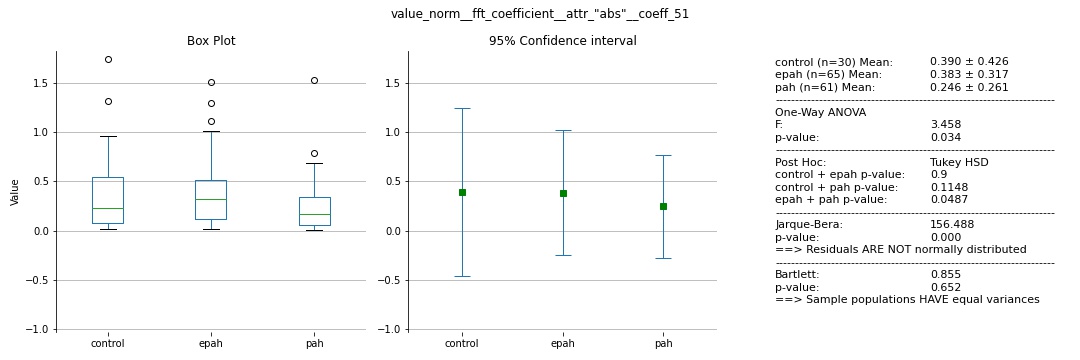 value_norm__fft_coefficient__attr_"abs"__coeff_51
Box Plot
Value
1.5
1.0
0.5
0.0
−0.5
−1.0
control epah pah
95% Confidence interval
1.5
1.0
0.5
0.0
−0.5
−1.0
control epah pah
control (n=30) Mean: 0.390 ± 0.426
epah (n=65) Mean: 0.383 ± 0.317
pah (n=61) Mean: 0.246 ± 0.261
One-Way ANOVA
F: 3.458
p-value: 0.034
Post Hoc: Tukey HSD
control + epah p-value: 0.9
control + pah p-value: 0.1148
epah + pah p-value: 0.0487
Jarque-Bera: 156.488
p-value: 0.000
==> Residuals ARE NOT normally distributed
Bartlett: 0.855
p-value: 0.652
==> Sample populations HAVE equal variances